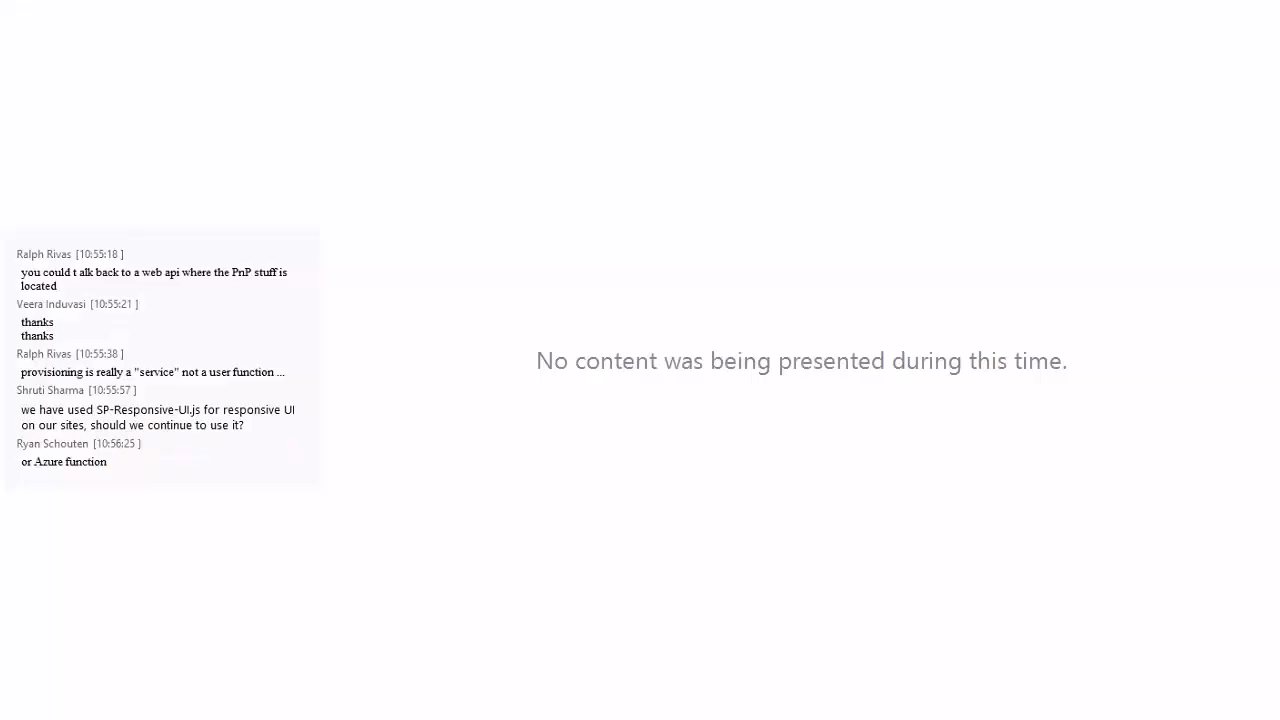 Ralph Rivas [10:55:18 ]
you could t alk back to a web api where the PnP stuff is
located
Veera Induvasi [10:55:21 ]
thanks
thanks
Ralph Rivas [10:55:38 ]
provisioning is really a "service" not a user function ...
Shruti Sharma [10:55:57 ]
we have used SP-Responsive-UI.js for responsive UI
on our sites, should we continue to use it?
Ryan Schouten [10:56:25 ]
or Azure function
No content was being presented during this time.